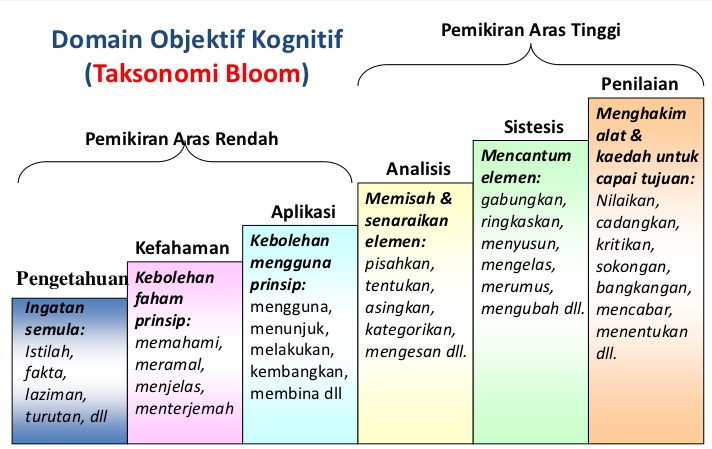 Domain Objektif Kognitif
(Taksonomi Bloom)
Pemikiran Aras Rendah
Pemikiran Aras Tinggi
Pengetahuan
Ingatan
semula:
Istilah,
fakta,
laziman,
turutan, dll
Kefahaman
Kebolehan
faham
prinsip:
memahami,
meramal,
menjelas,
menterjemah
Aplikasi
Kebolehan
mengguna
prinsip:
mengguna,
menunjuk,
melakukan,
kembangkan,
membina dll
Analisis
Memisah &
senaraikan
elemen:
pisahkan,
tentukan,
asingkan,
kategorikan,
mengesan dll.
Sistesis
Mencantum
elemen:
gabungkan,
ringkaskan,
menyusun,
mengelas,
merumus,
mengubah dll.
Penilaian
Menghakim
alat &
kaedah untuk
capai tujuan:
Nilaikan,
cadangkan,
kritikan,
sokongan,
bangkangan,
mencabar,
menentukan
dll.